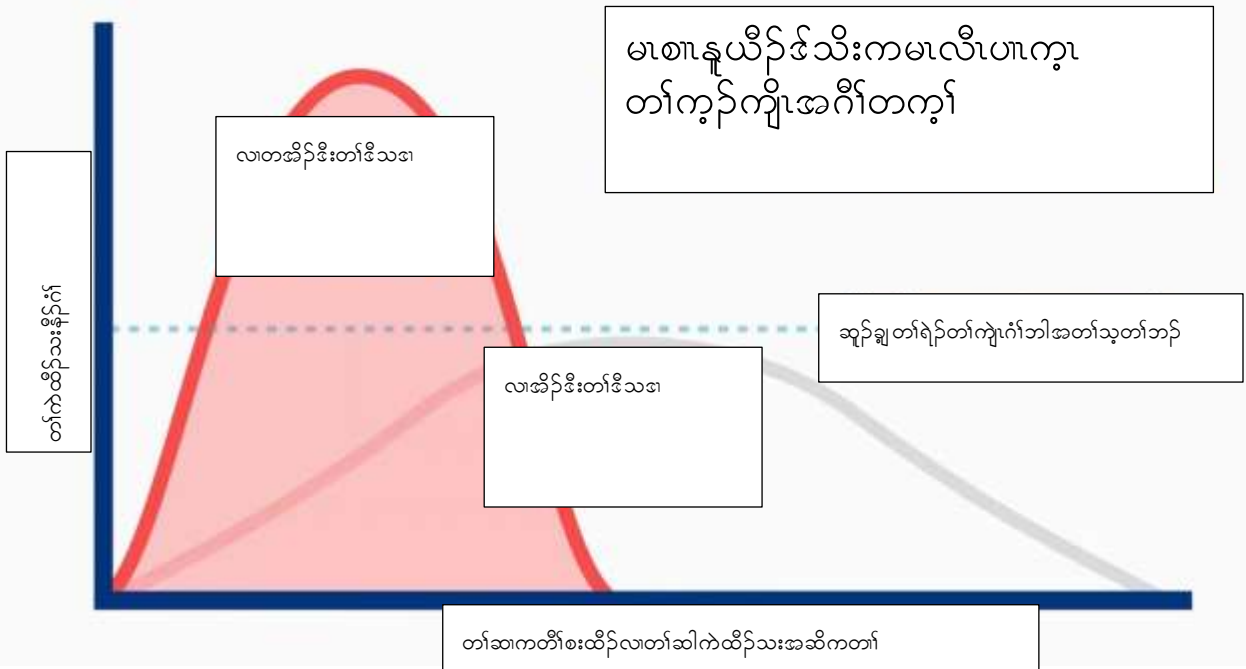 မၤစၢၤနူယီၣ်ဒ်သိးကမၤလီၤပၢၤက့ၤ
တၢ်က့ၣ်ကျိၤအဂီၢ်တက့ၢ်
လၢတအိၣ်ဒီးတၢ်ဒီသဒၢ
တၢ်ကဲထီၣ်သးနီၣ်ဂံၢ်
ဆူၣ်ချ့တၢ်ရဲၣ်တၢ်ကျဲၤဂံၢ်ဘါအတၢ်သ့တၢ်ဘၣ်
လၢအိၣ်ဒီးတၢ်ဒီသဒၢ
တၢ်ဆၢကတီၢ်စးထီၣ်လၢတၢ်ဆါကဲထီၣ်သးအဆိကတၢၢ်